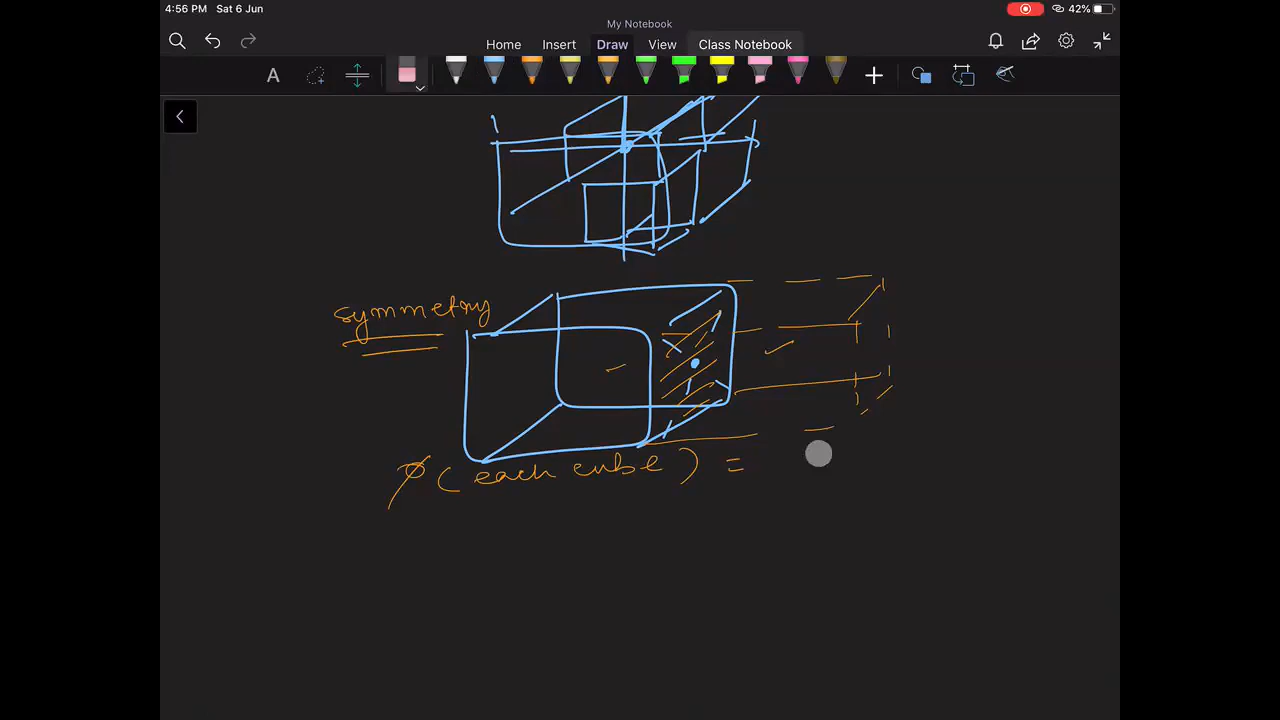 4:56 PM Sat 6 Jun
42%
My Notebook
Home Insert Draw View Class Notebook
A
symmetry
ϕ (each cube) =